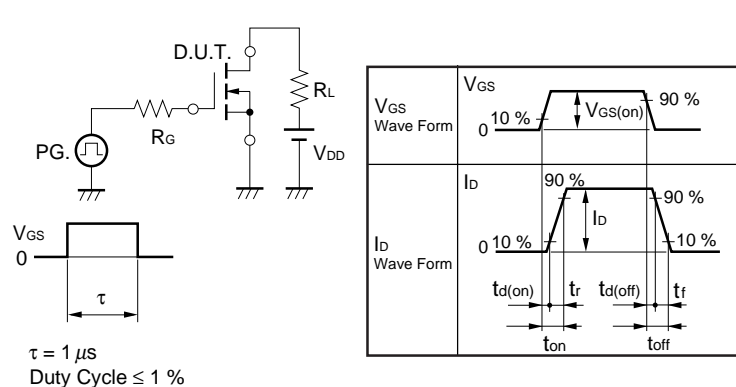 D.U.T.
RL
RG
PG.
VDD
VGS
0
τ
τ = 1 μs
Duty Cycle ≤ 1 %
VGS
Wave Form
VGS
10 %
0
VGS(on)
90 %
ID
Wave Form
ID
90 %
0 10 %
ID
90 %
10 %
td(on) tr td(off) tf
ton toff